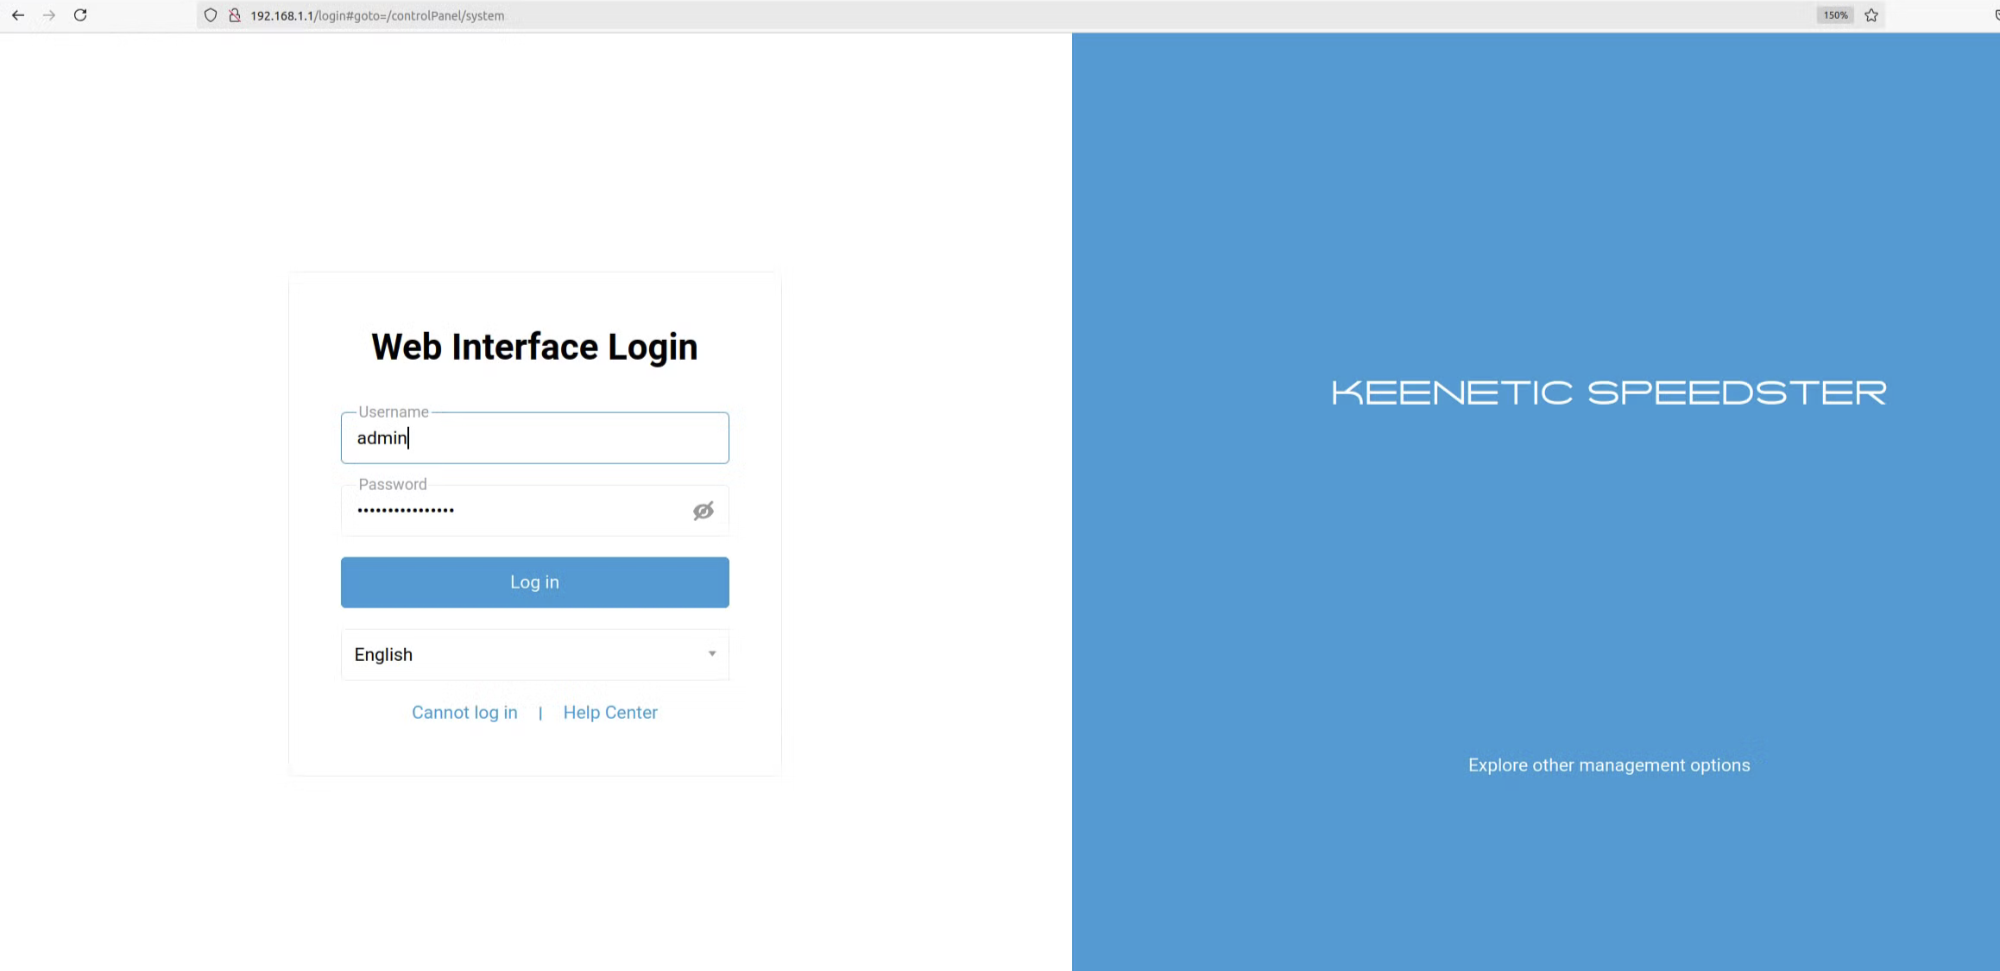 192.168.1.1/login#goto=/controlPanel/system
150%
Web Interface Login
Username
admin
Password
••••••••••••••••
Log in
English
Cannot log in | Help Center
KEENETIC SPEEDSTER
Explore other management options